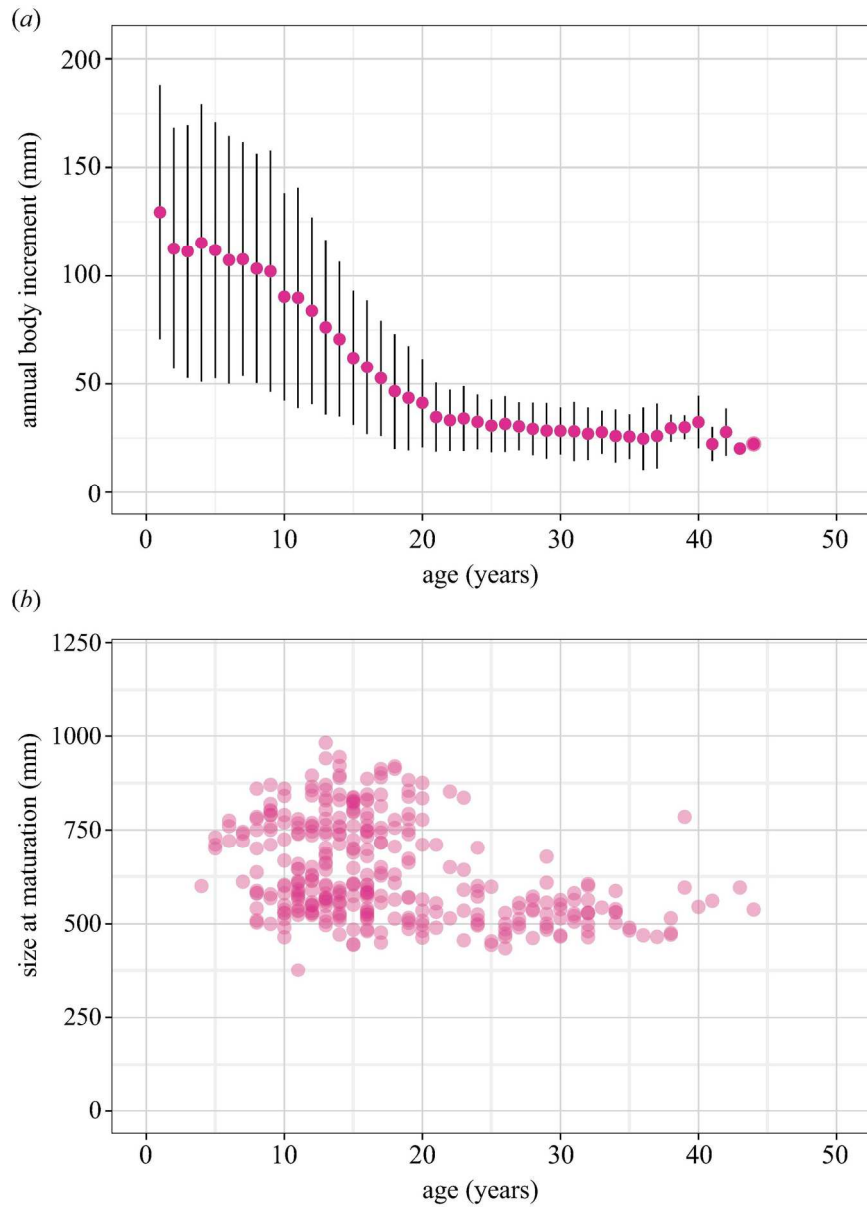 (a)
200
150
100
50
0
annual body increment (mm)
0 10 20 30 40 50
age (years)
(b)
1250
1000
750
500
250
0
size at maturation (mm)
0 10 20 30 40 50
age (years)